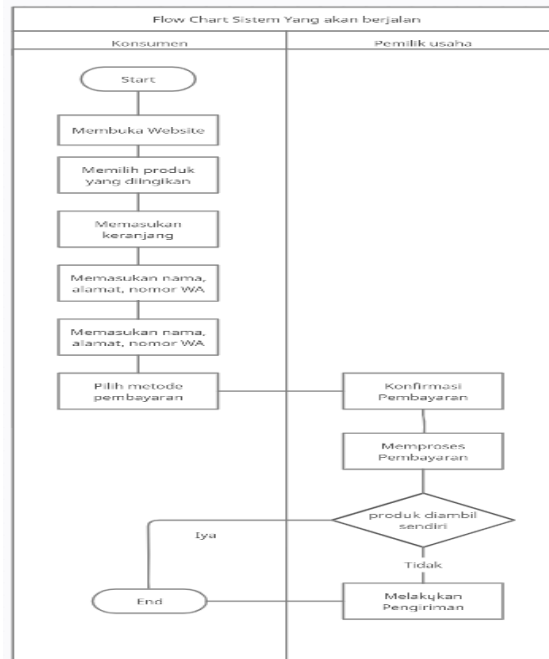 Flow Chart Sistem Yang akan berjalan
Konsumen
Pemilik usaha
Start
Membuka Website
Memilih produk
yang diingikan
Memasukan
keranjang
Memasukan nama,
alamat, nomor WA
Memasukan nama,
alamat, nomor WA
Pilih metode
pembayaran
Konfirmasi
Pembayaran
Memproses
Pembayaran
produk diambil
sendiri
Iya
Tidak
End
Melakukan
Pengiriman